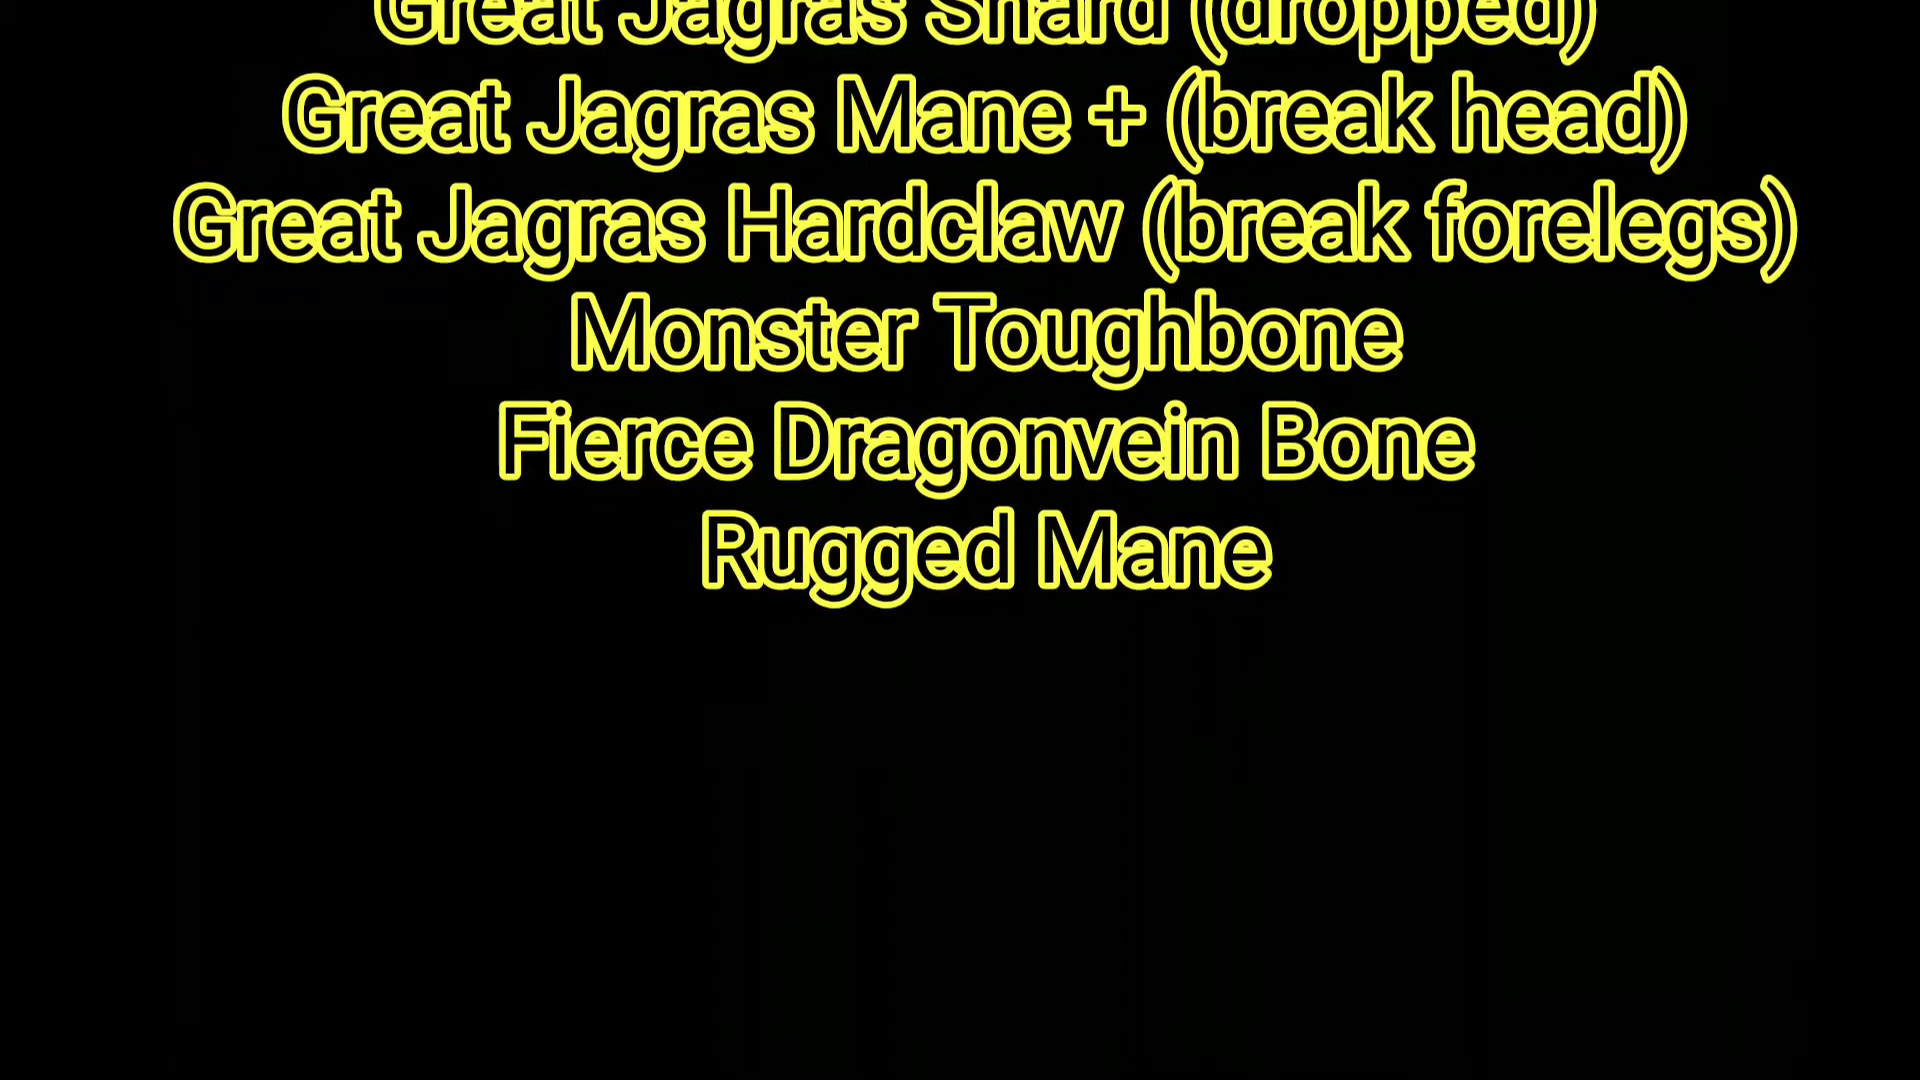 Great Jagras Shard (dropped)
Great Jagras Mane + (break head)
Great Jagras Hardclaw (break forelegs)
Monster Toughbone
Fierce Dragonvein Bone
Rugged Mane